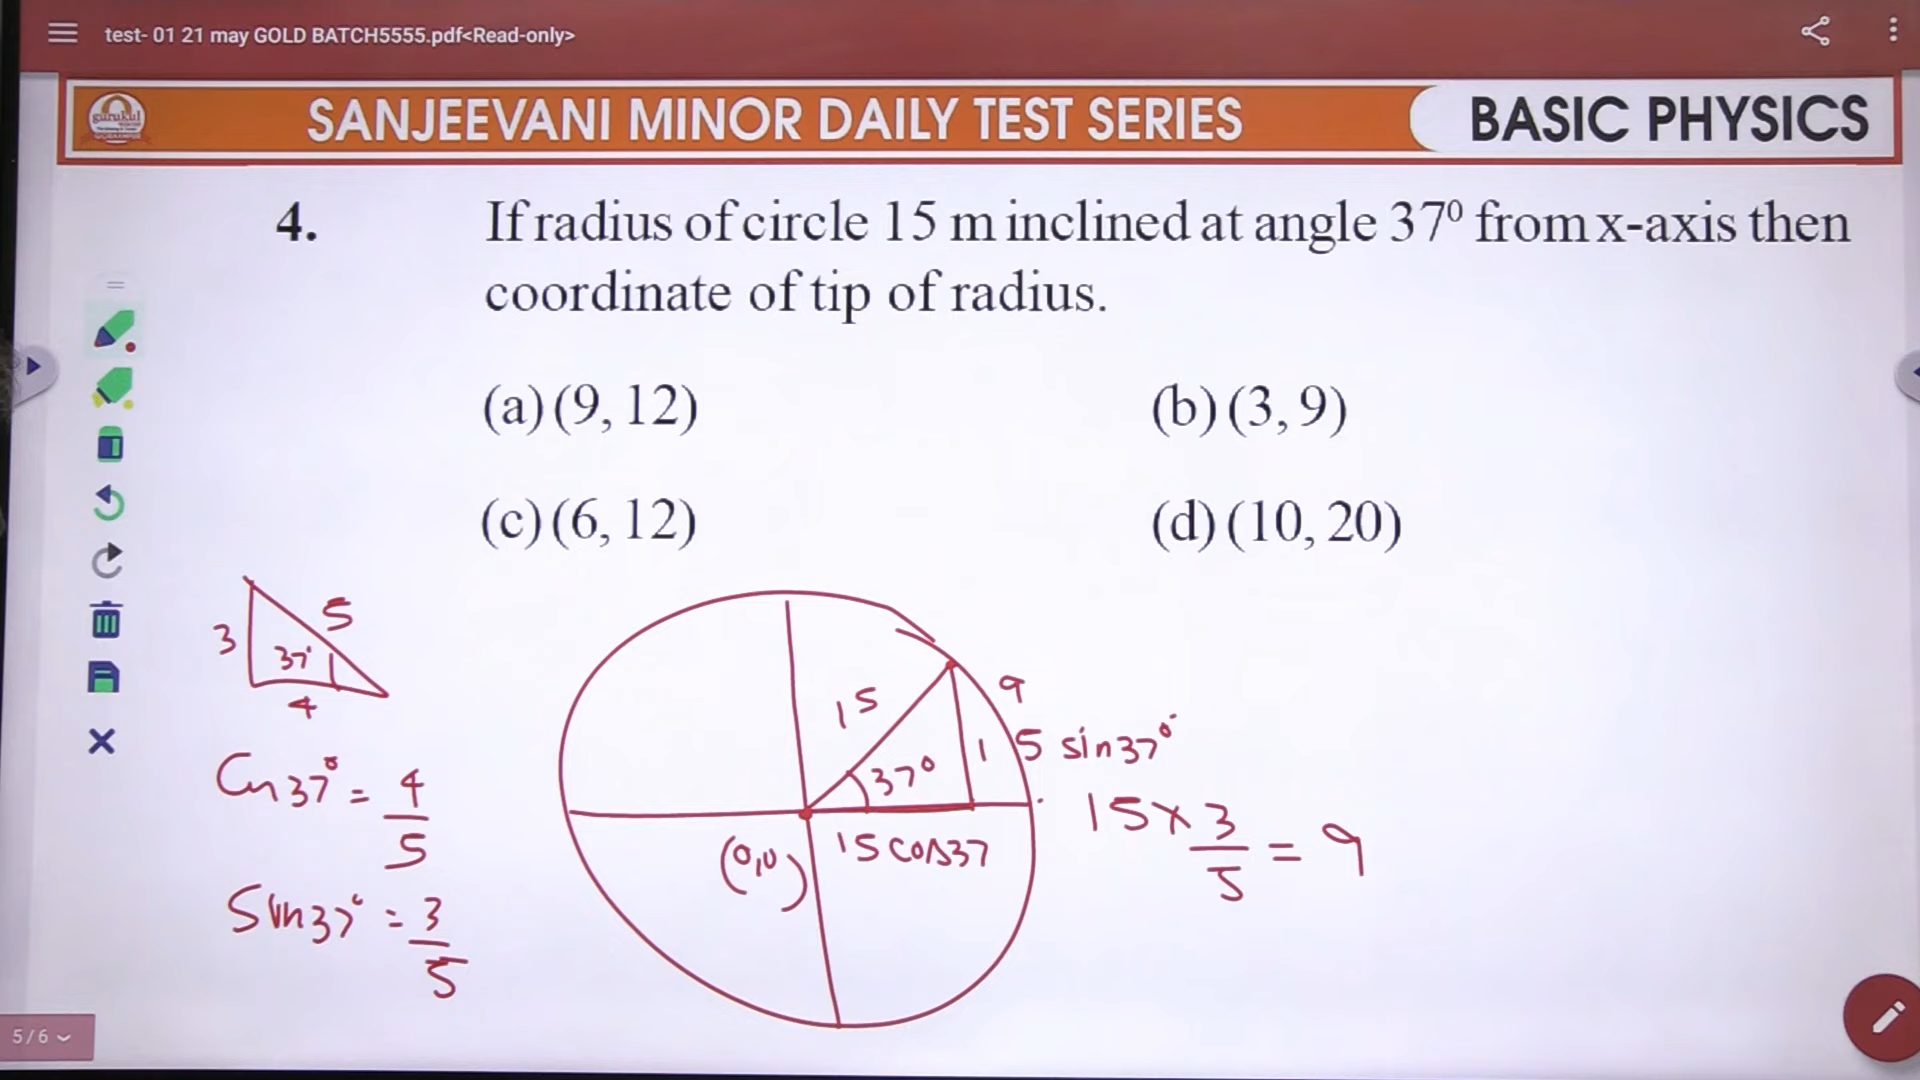 test- 01 21 may GOLD BATCH5555.pdf<Read-only>
gurukul
SANJEEVANI MINOR DAILY TEST SERIES
BASIC PHYSICS
4. If radius of circle 15 m inclined at angle 37⁰ from x-axis then
coordinate of tip of radius.
(a) (9, 12)
(b) (3, 9)
(c) (6, 12)
(d) (10, 20)
3
5
37°
4
Cos 37° = 4/5
Sin 37° = 3/5
15
37°
(0,0)
15 cos 37
9
15 sin 37°
15 × 3/5 = 9
5 / 6